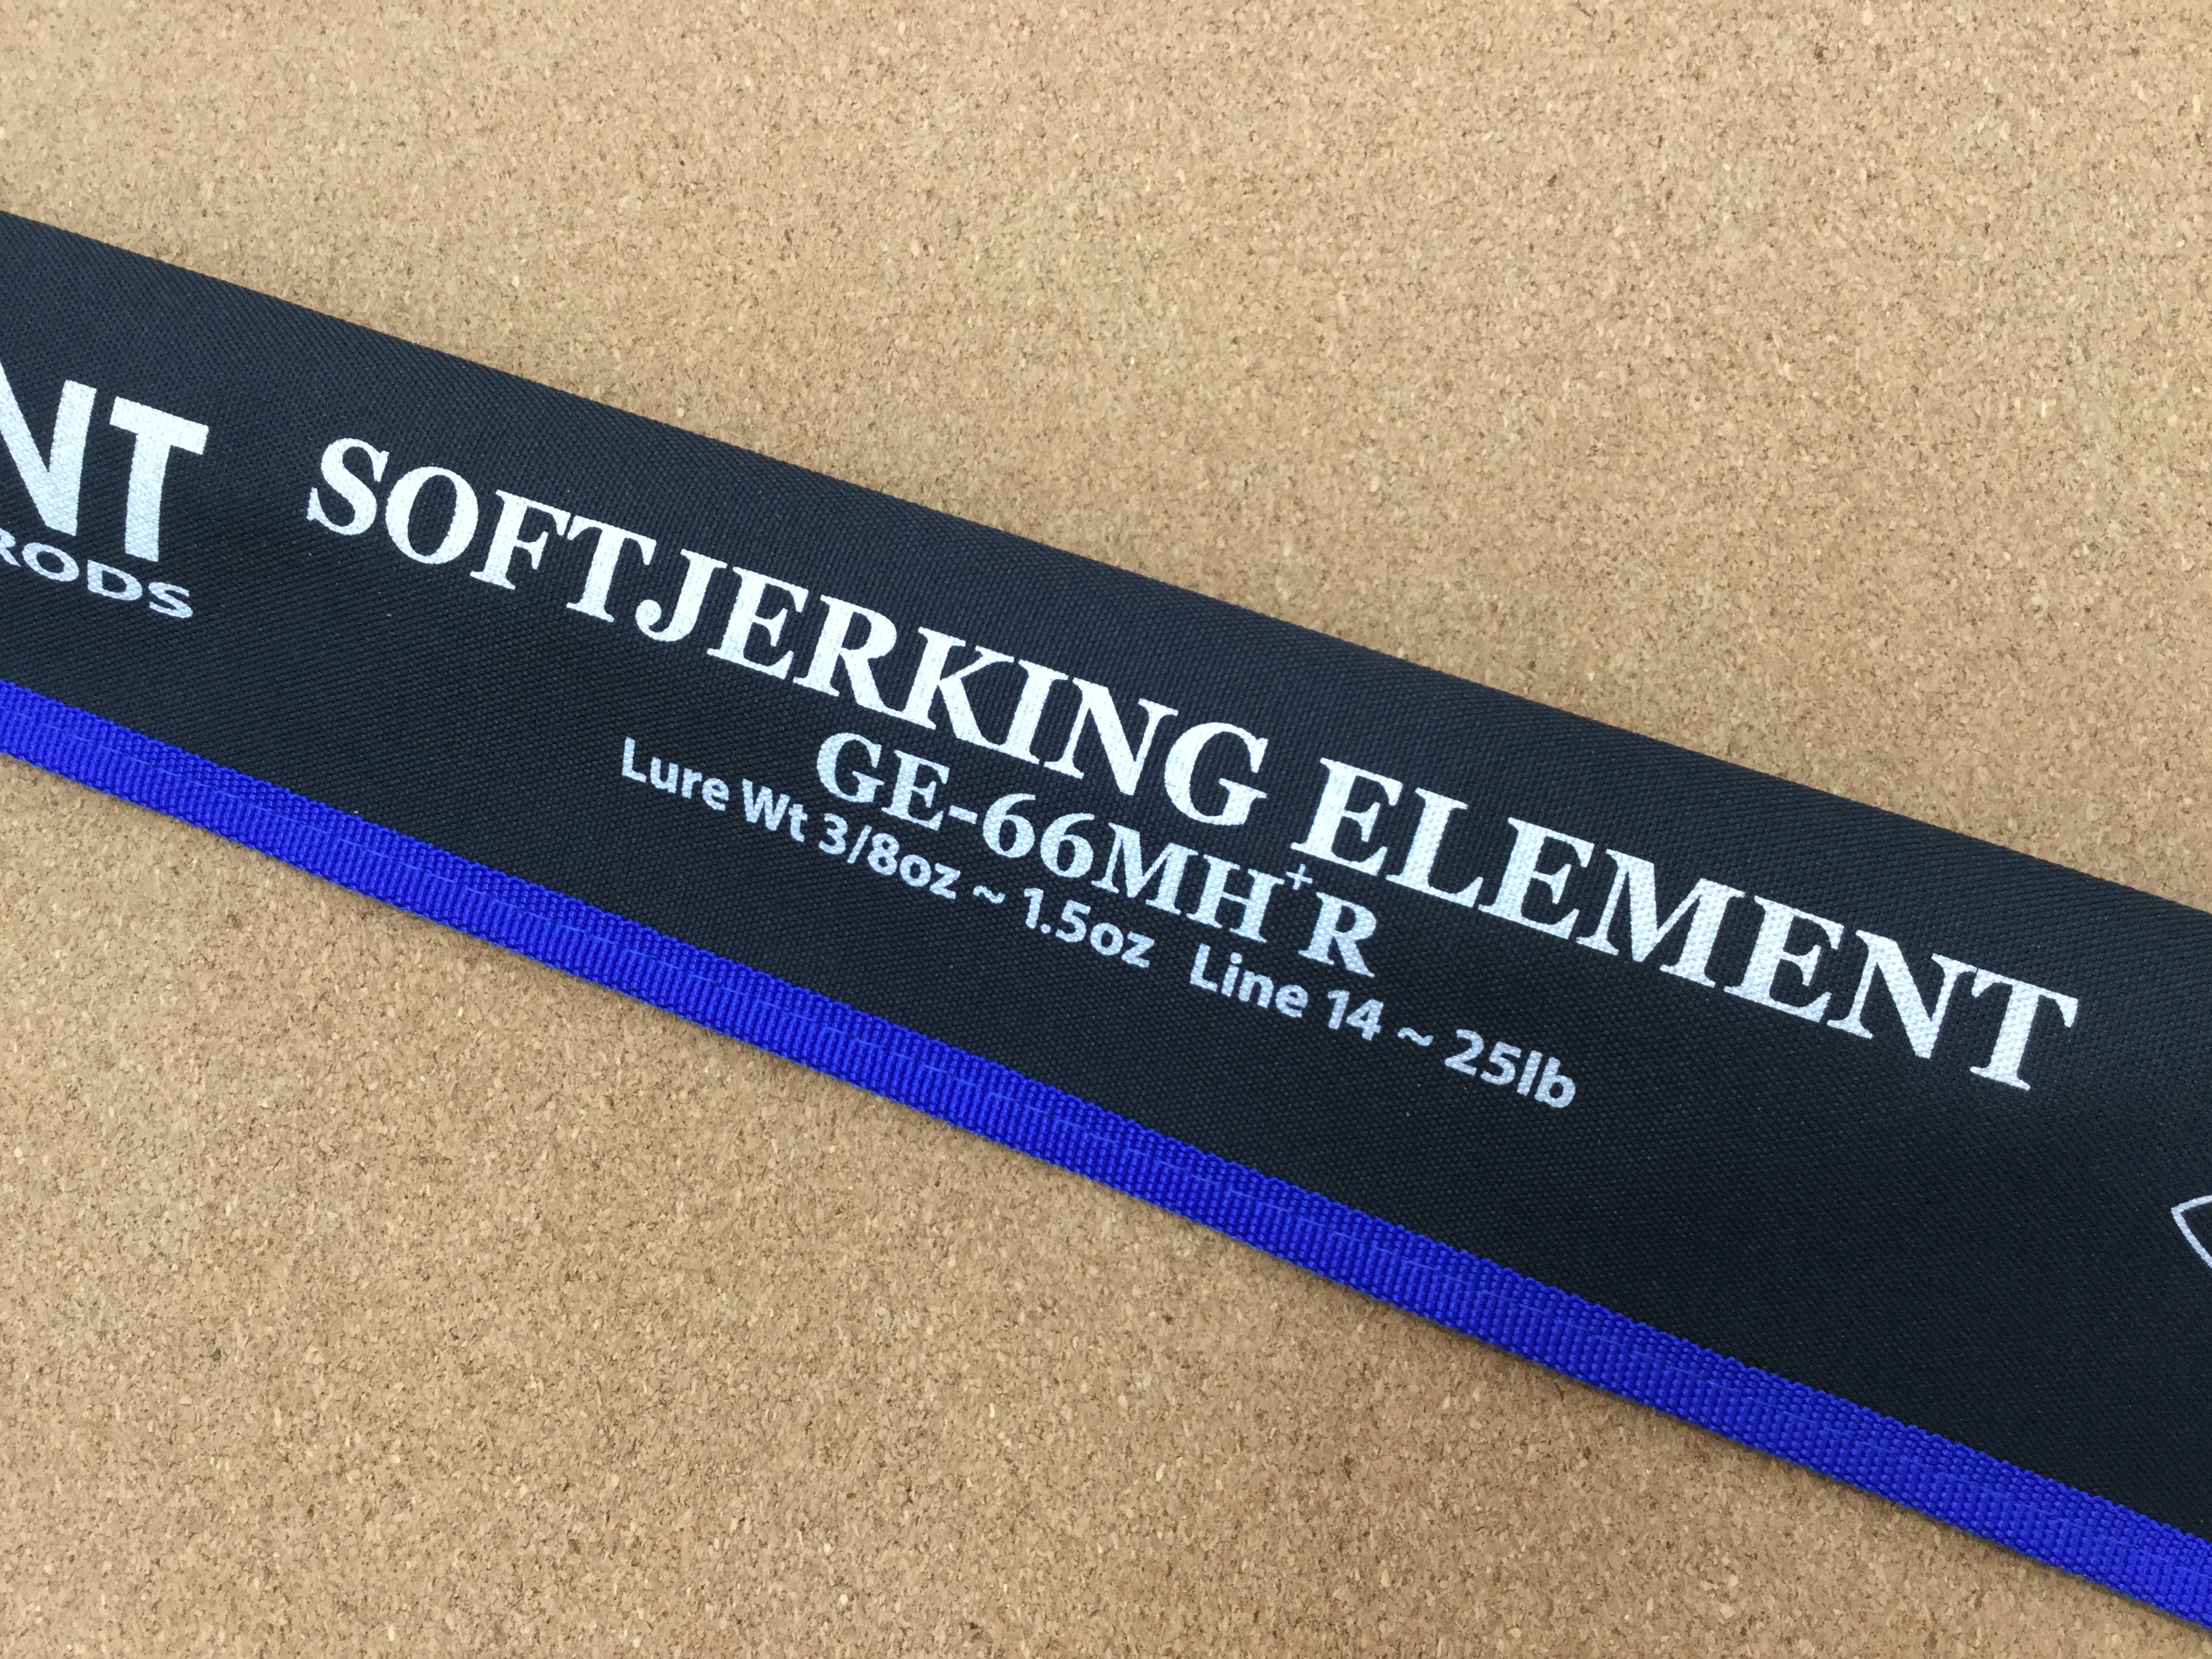 NT
RODS
SOFTJERKING ELEMENT
GE-66MH⁺R
Lure Wt 3/8oz ~ 1.5oz Line 14 ~ 25lb